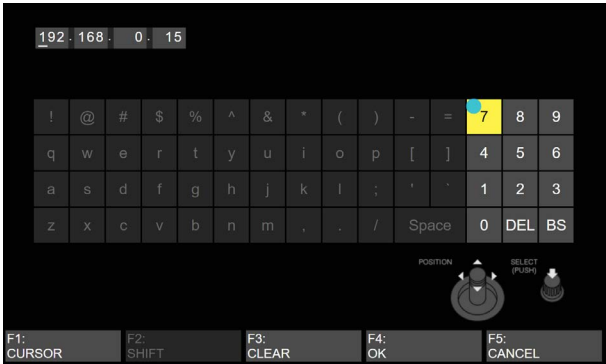 192 . 168 . 0 . 15
! @ # $ % ^ & * ( ) - = 7 8 9
q w e r t y u i o p [ ] 4 5 6
a s d f g h j k l ; ' ` 1 2 3
z x c v b n m , . / Space 0 DEL BS
POSITION SELECT
(PUSH)
F1: F2: F3: F4: F5:
CURSOR SHIFT CLEAR OK CANCEL